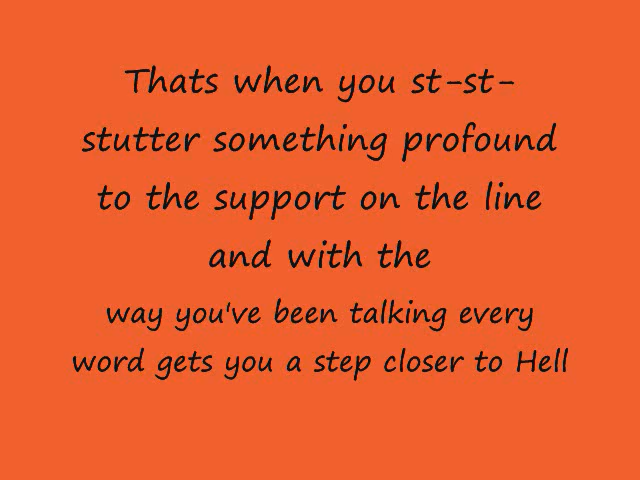 Thats when you st-st-
stutter something profound
to the support on the line
and with the
way you've been talking every
word gets you a step closer to Hell